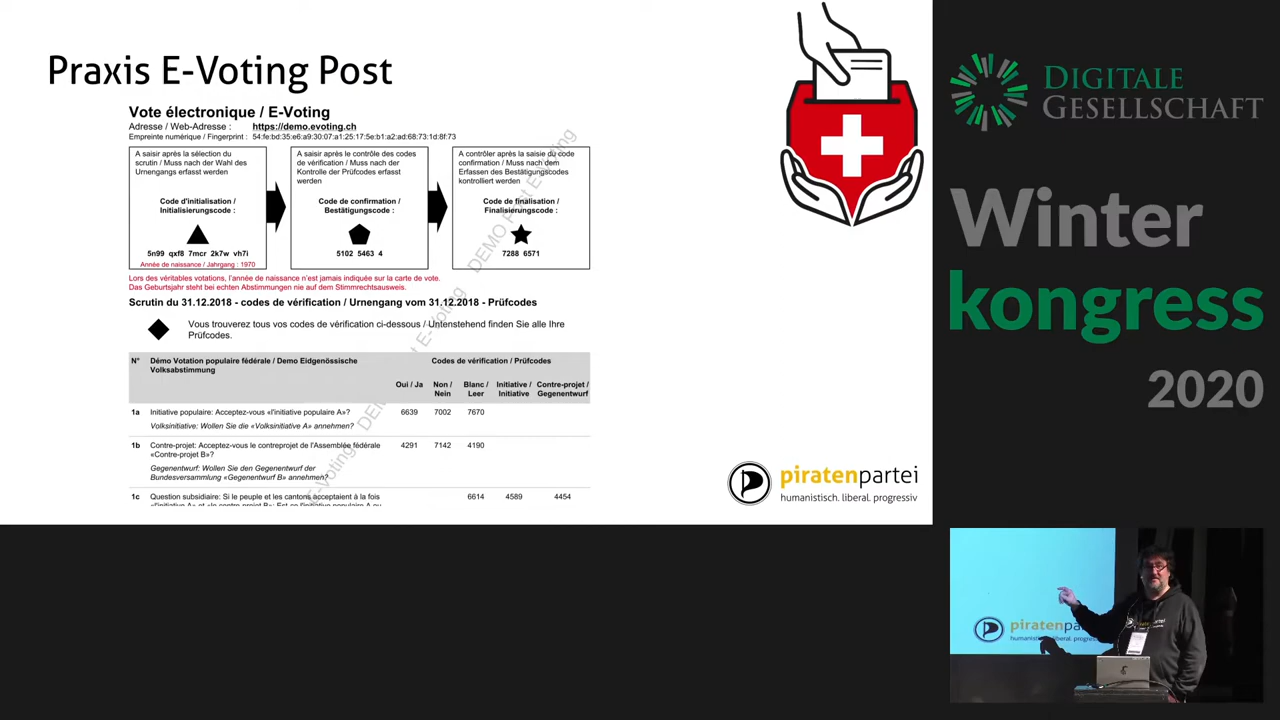 Praxis E-Voting Post
Vote électronique / E-Voting
Adresse / Web-Adresse : https://demo.evoting.ch
Empreinte numérique / Fingerprint : 54:fe:bd:35:e6:a9:30:07:a1:25:17:5e:b1:a2:ad:68:73:1d:8f:73
A saisir après la sélection du
scrutin / Muss nach der Wahl des
Urnengangs erfasst werden
Code d'initialisation /
Initialisierungscode :
5n99 qxf8 7mcr 2k7w vh7i
Année de naissance / Jahrgang : 1970
A saisir après le contrôle des codes
de vérification / Muss nach der
Kontrolle der Prüfcodes erfasst
werden
Code de confirmation /
Bestätigungscode :
5102 5463 4
A contrôler après la saisie du code
confirmation / Muss nach dem
Erfassen des Bestätigungscodes
kontrolliert werden
Code de finalisation /
Finalisierungscode :
7288 6571
Lors des véritables votations, l'année de naissance n'est jamais indiquée sur la carte de vote.
Das Geburtsjahr steht bei echten Abstimmungen nie auf dem Stimmrechtsausweis.
Scrutin du 31.12.2018 - codes de vérification / Urnengang vom 31.12.2018 - Prüfcodes
Vous trouverez tous vos codes de vérification ci-dessous / Untenstehend finden Sie alle Ihre
Prüfcodes.
N° Démo Votation populaire fédérale / Demo Eidgenössische
Volksabstimmung
Codes de vérification / Prüfcodes
Oui / Ja Non / Nein Blanc / Leer Initiative / Initiative Contre-projet / Gegenentwurf
1a Initiative populaire: Acceptez-vous «l'initiative populaire A»? 6639 7002 7670
Volksinitiative: Wollen Sie die «Volksinitiative A» annehmen?
1b Contre-projet: Acceptez-vous le contreprojet de l'Assemblée fédérale 4291 7142 4190
«Contre-projet B»?
Gegenentwurf: Wollen Sie den Gegenentwurf der
Bundesversammlung «Gegenentwurf B» annehmen?
1c Question subsidiaire: Si le peuple et les cantons acceptaient à la fois 6614 4589 4454
piratenpartei
humanistisch. liberal. progressiv
DIGITALE
GESELLSCHAFT
Winter
kongress
2020